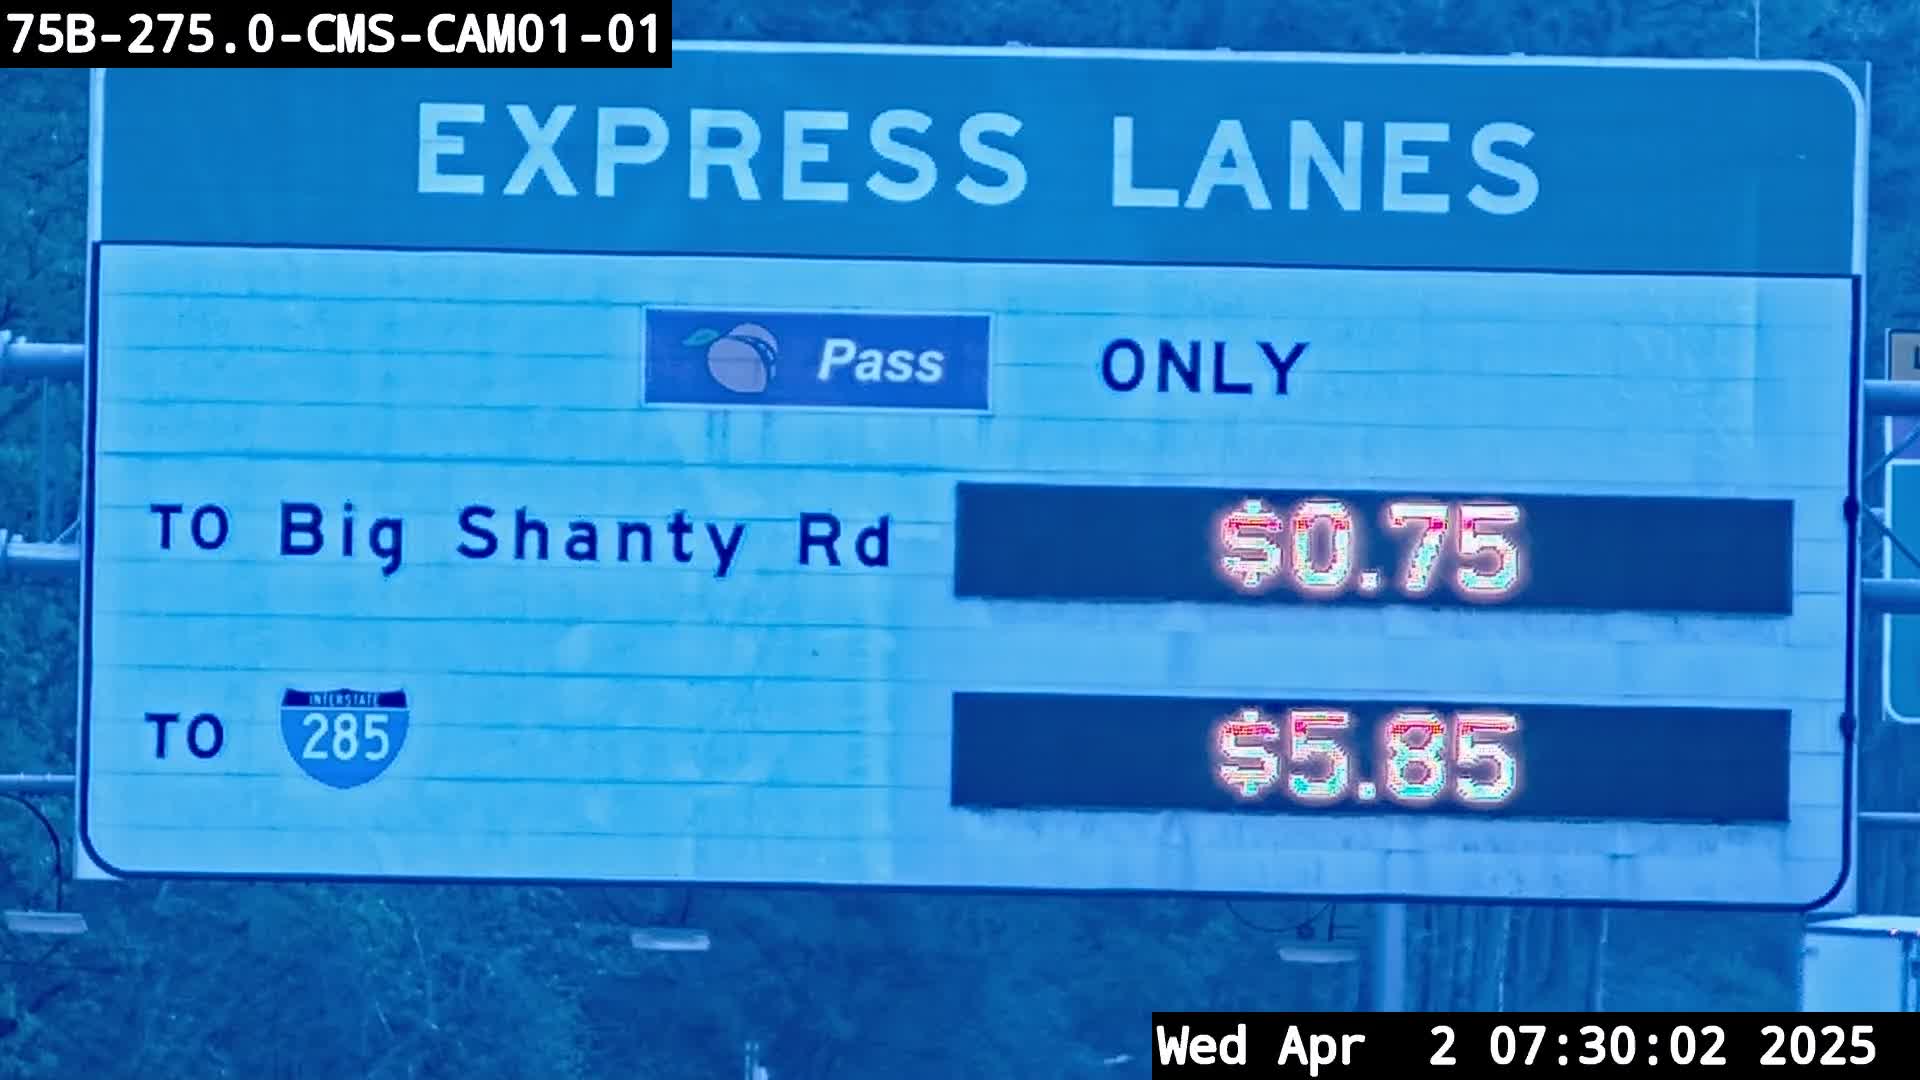 75B-275.0-CMS-CAM01-01
EXPRESS LANES
Pass ONLY
TO Big Shanty Rd $0.75
INTERSTATE
TO 285 $5.85
Wed Apr 2 07:30:02 2025